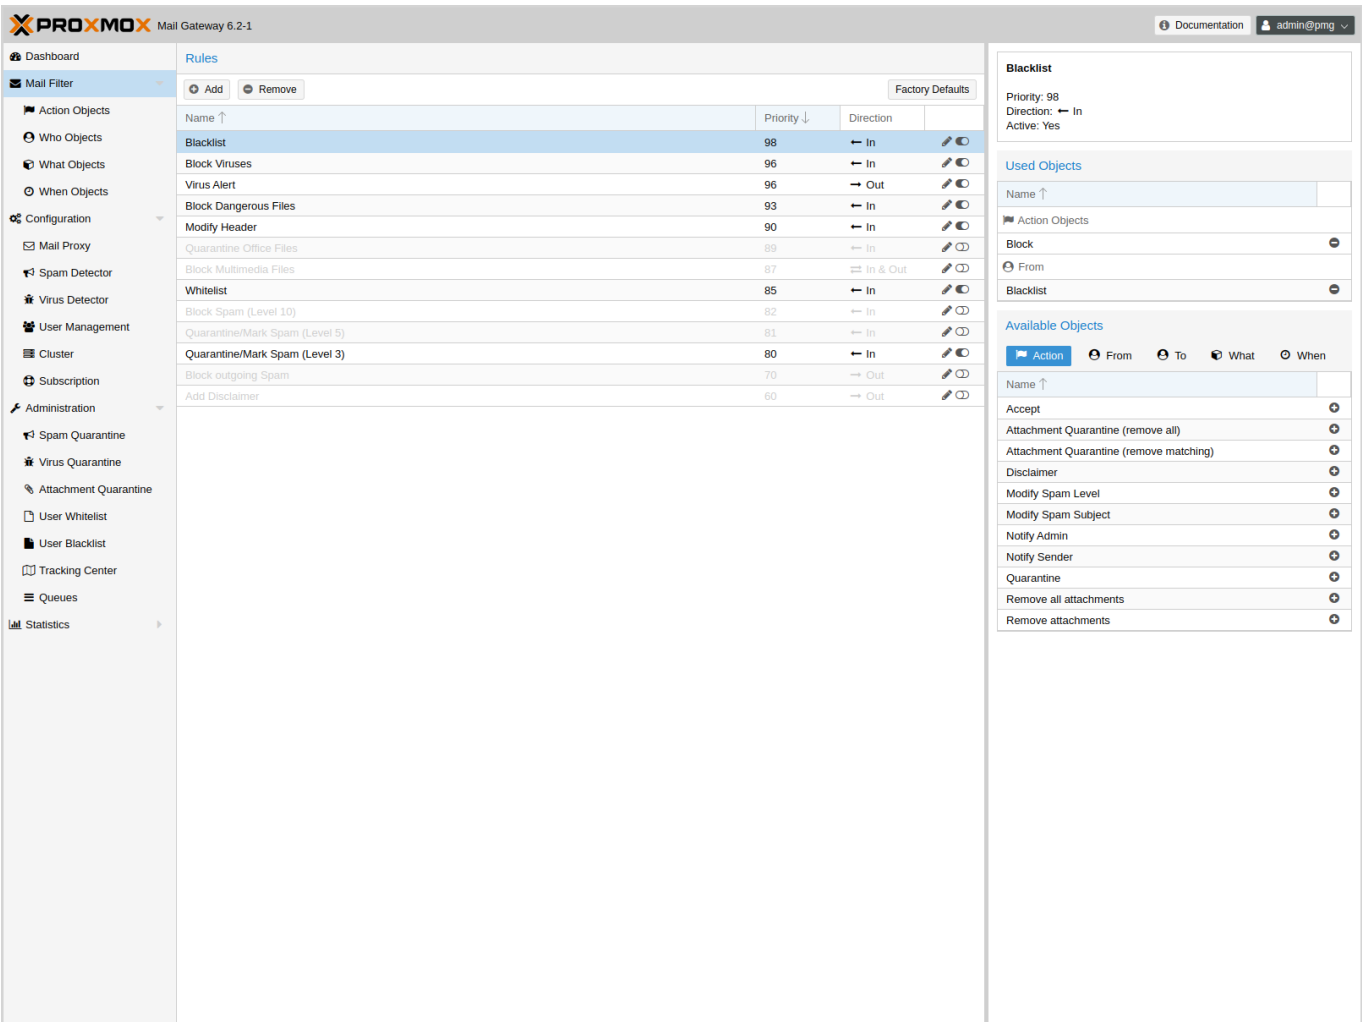 PROXMOX Mail Gateway 6.2-1
Documentation
admin@pmg
Dashboard
Mail Filter
Action Objects
Who Objects
What Objects
When Objects
Configuration
Mail Proxy
Spam Detector
Virus Detector
User Management
Cluster
Subscription
Administration
Spam Quarantine
Virus Quarantine
Attachment Quarantine
User Whitelist
User Blacklist
Tracking Center
Queues
Statistics
Rules
Add Remove Factory Defaults
Name Priority Direction
Blacklist 98 In
Block Viruses 96 In
Virus Alert 96 Out
Block Dangerous Files 93 In
Modify Header 90 In
Quarantine Office Files 89 In
Block Multimedia Files 87 In & Out
Whitelist 85 In
Block Spam (Level 10) 82 In
Quarantine/Mark Spam (Level 5) 81 In
Quarantine/Mark Spam (Level 3) 80 In
Block outgoing Spam 70 Out
Add Disclaimer 60 Out
Blacklist
Priority: 98
Direction: In
Active: Yes
Used Objects
Name
Action Objects
Block
From
Blacklist
Available Objects
Action From To What When
Name
Accept
Attachment Quarantine (remove all)
Attachment Quarantine (remove matching)
Disclaimer
Modify Spam Level
Modify Spam Subject
Notify Admin
Notify Sender
Quarantine
Remove all attachments
Remove attachments